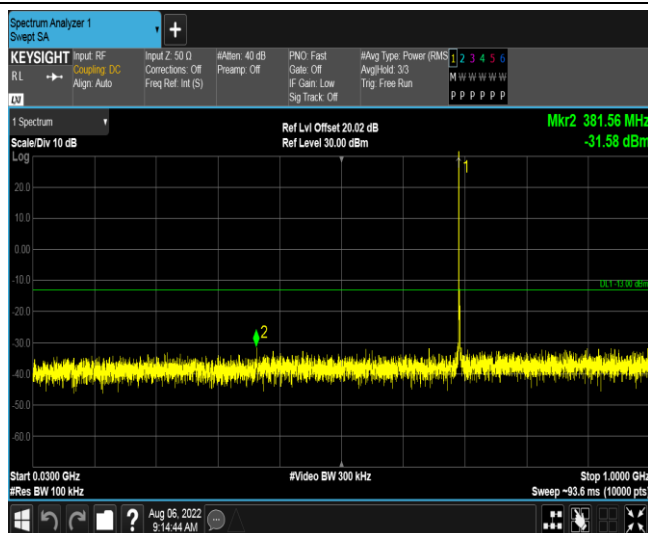 Spectrum Analyzer 1
Swept SA
+
KEYSIGHT
RL
LXI
Input: RF
Coupling: DC
Align: Auto
Input Z: 50 Ω
Corrections: Off
Freq Ref: Int (S)
#Atten: 40 dB
Preamp: Off
PNO: Fast
Gate: Off
IF Gain: Low
Sig Track: Off
#Avg Type: Power (RMS
Avg|Hold: 3/3
Trig: Free Run
1 2 3 4 5 6
M W W W W W
P P P P P P
1 Spectrum
Scale/Div 10 dB
Ref Lvl Offset 20.02 dB
Ref Level 30.00 dBm
Mkr2 381.56 MHz
-31.58 dBm
Log
1
20.0
10.0
0.00
-10.0
DL1 -13.00 dBm
-20.0
2
-30.0
-40.0
-50.0
-60.0
Start 0.0300 GHz
#Res BW 100 kHz
#Video BW 300 kHz
Stop 1.0000 GHz
Sweep ~93.6 ms (10000 pts)
?
Aug 06, 2022
9:14:44 AM